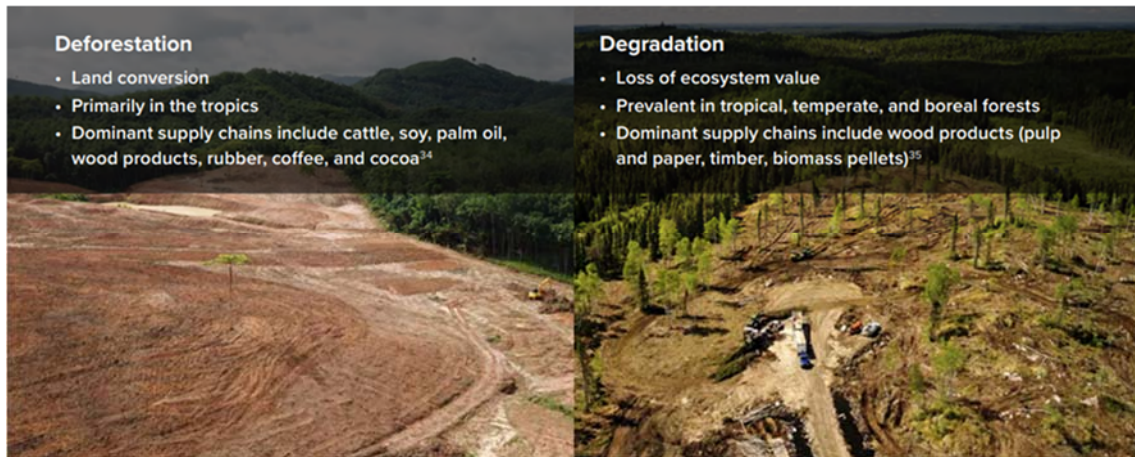 Deforestation
• Land conversion
• Primarily in the tropics
• Dominant supply chains include cattle, soy, palm oil,
wood products, rubber, coffee, and cocoa³⁴
Degradation
• Loss of ecosystem value
• Prevalent in tropical, temperate, and boreal forests
• Dominant supply chains include wood products (pulp
and paper, timber, biomass pellets)³⁵